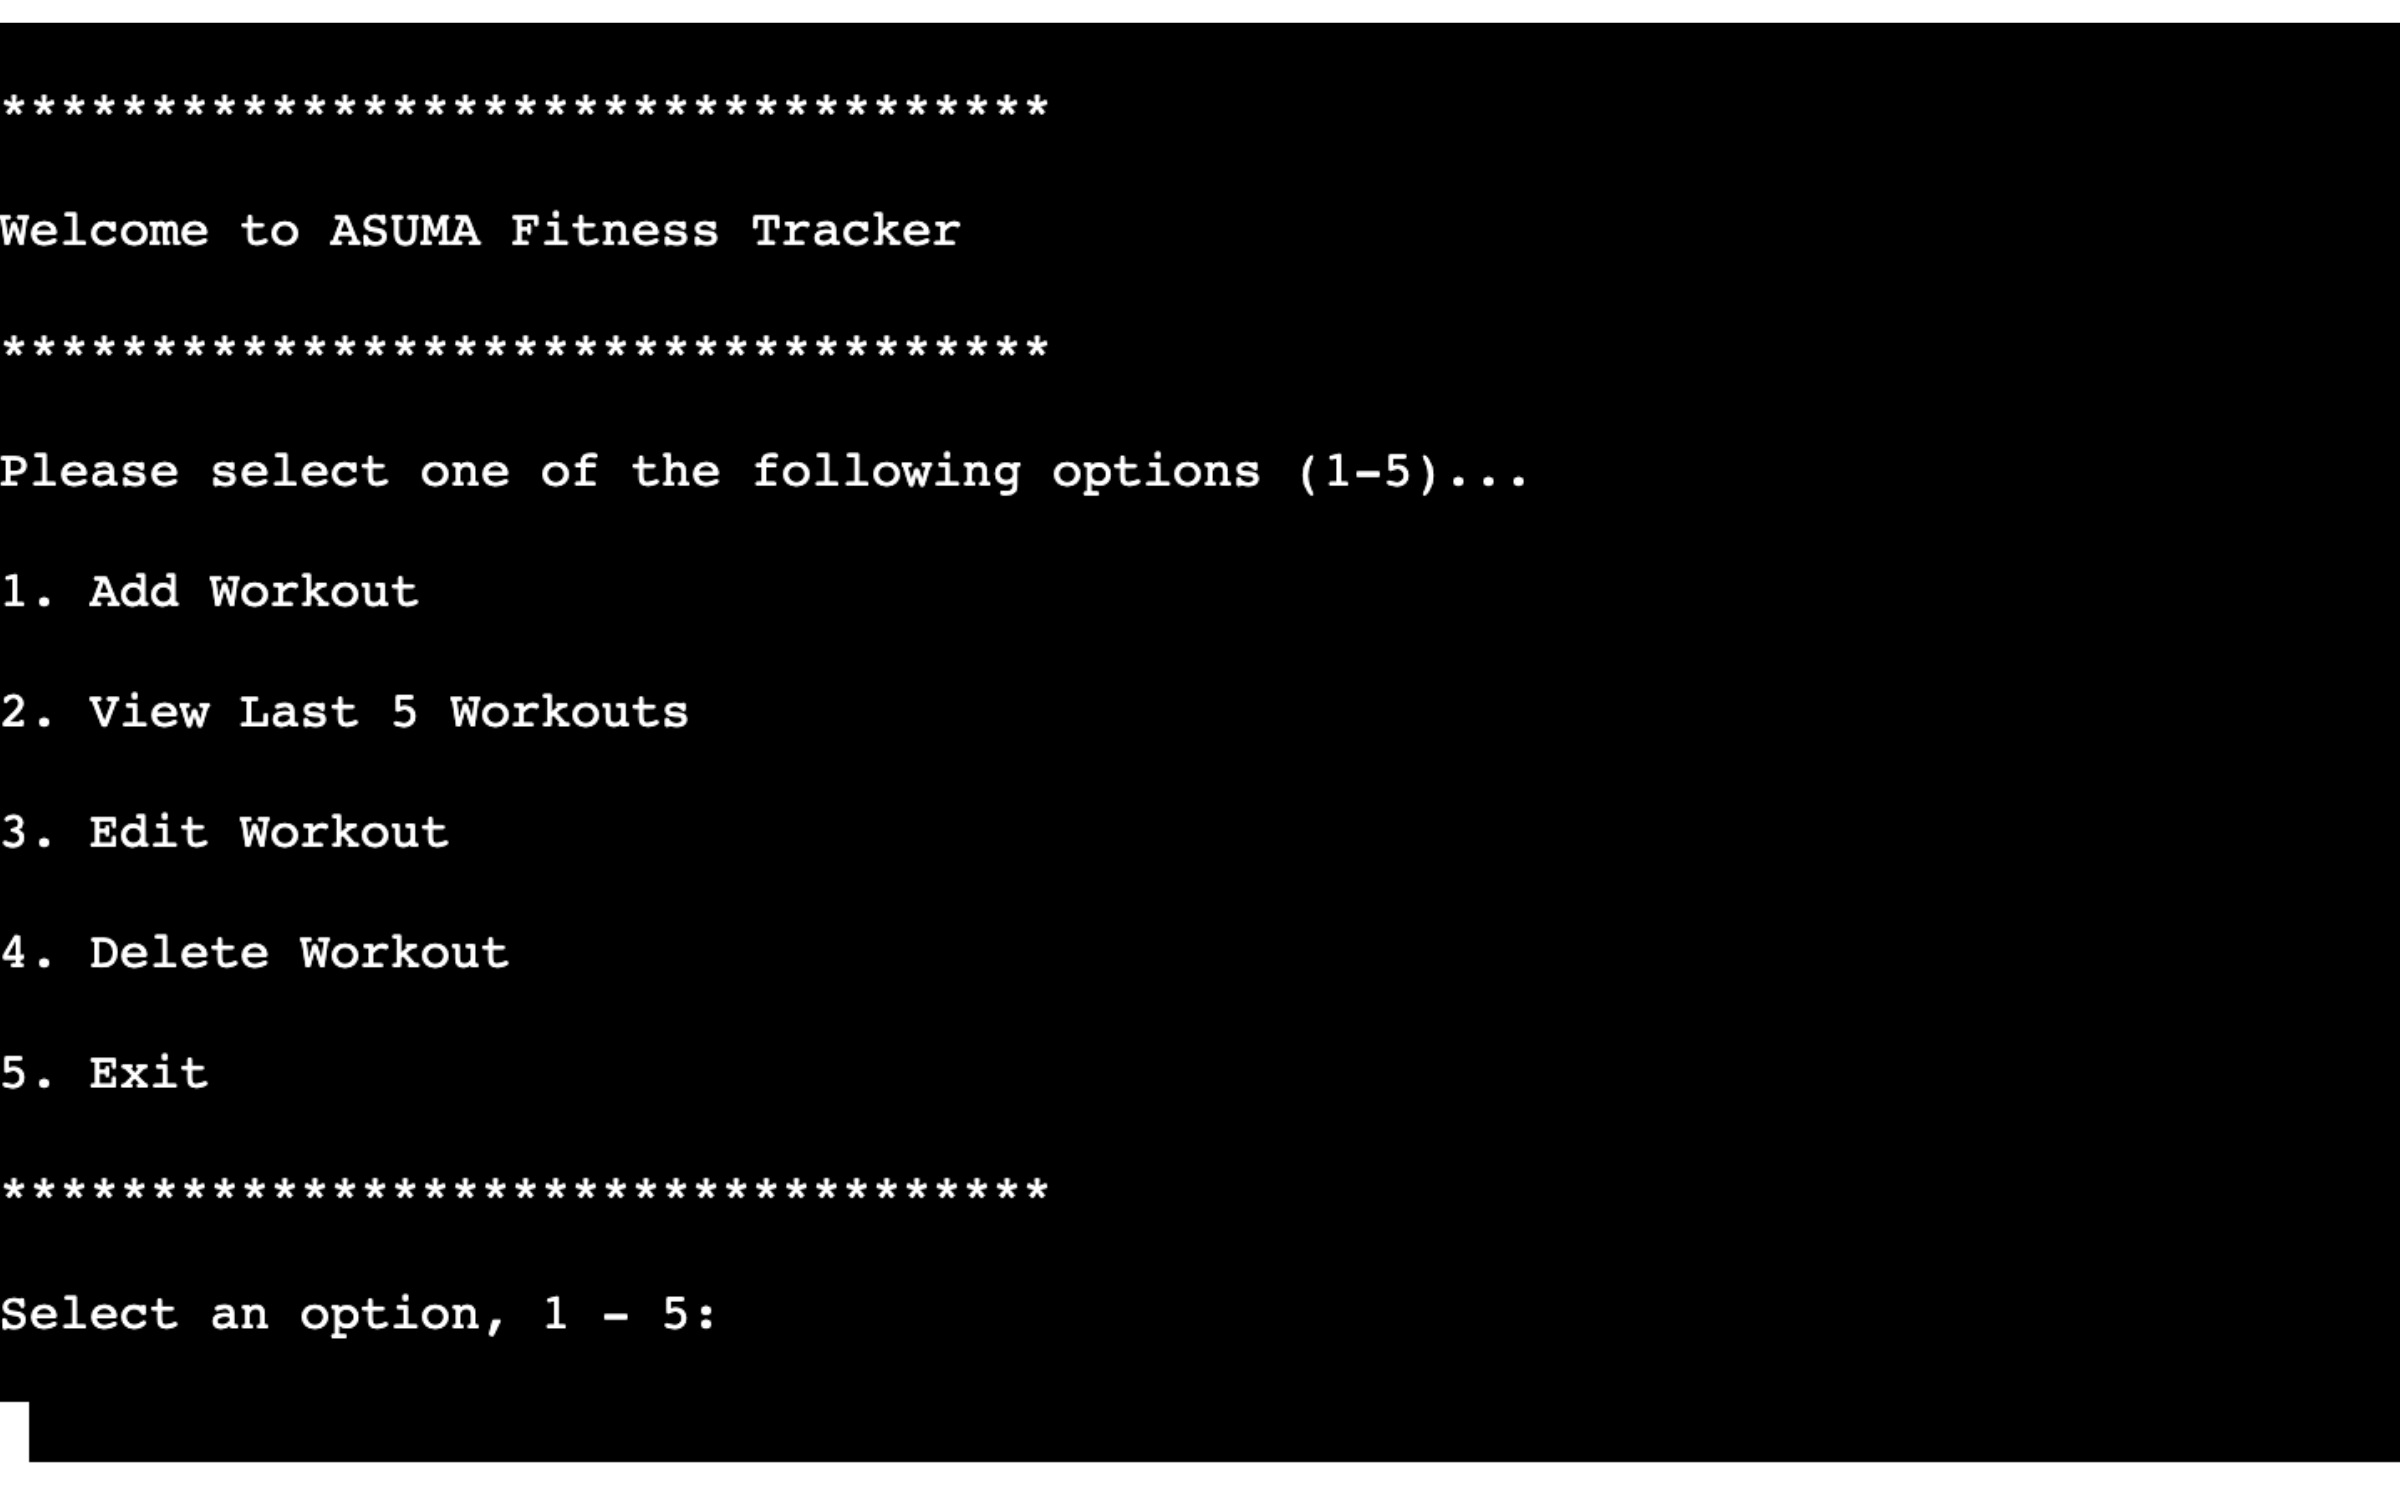 ***********************************
Welcome to ASUMA Fitness Tracker
***********************************
Please select one of the following options (1-5)...
1. Add Workout
2. View Last 5 Workouts
3. Edit Workout
4. Delete Workout
5. Exit
***********************************
Select an option, 1 - 5: